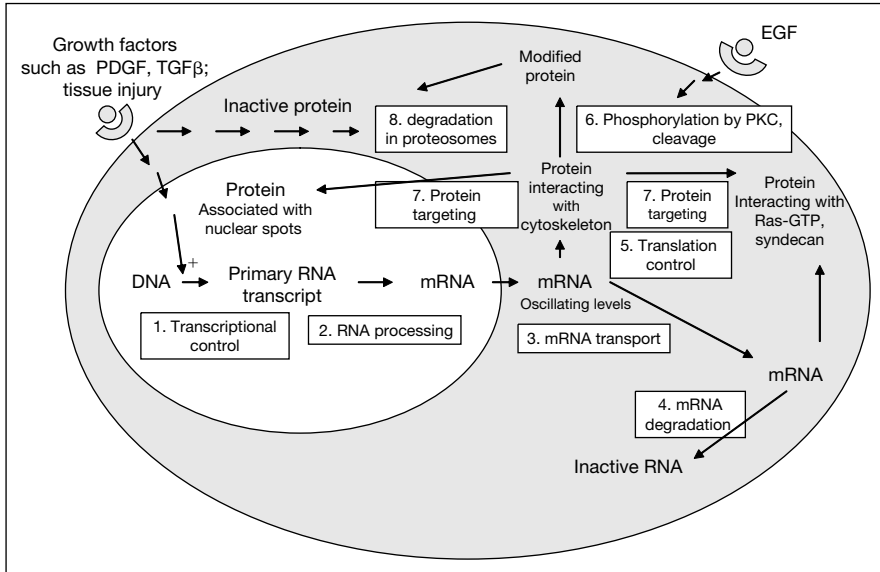 Growth factors
such as PDGF, TGFβ;
tissue injury
EGF
Modified
protein
Inactive protein
8. degradation
in proteosomes
6. Phosphorylation by PKC,
cleavage
Protein
Associated with
nuclear spots
7. Protein
targeting
Protein
interacting
with
cytoskeleton
7. Protein
targeting
Protein
Interacting with
Ras-GTP,
syndecan
5. Translation
control
+
DNA
Primary RNA
transcript
mRNA
mRNA
Oscillating levels
1. Transcriptional
control
2. RNA processing
3. mRNA transport
mRNA
4. mRNA
degradation
Inactive RNA